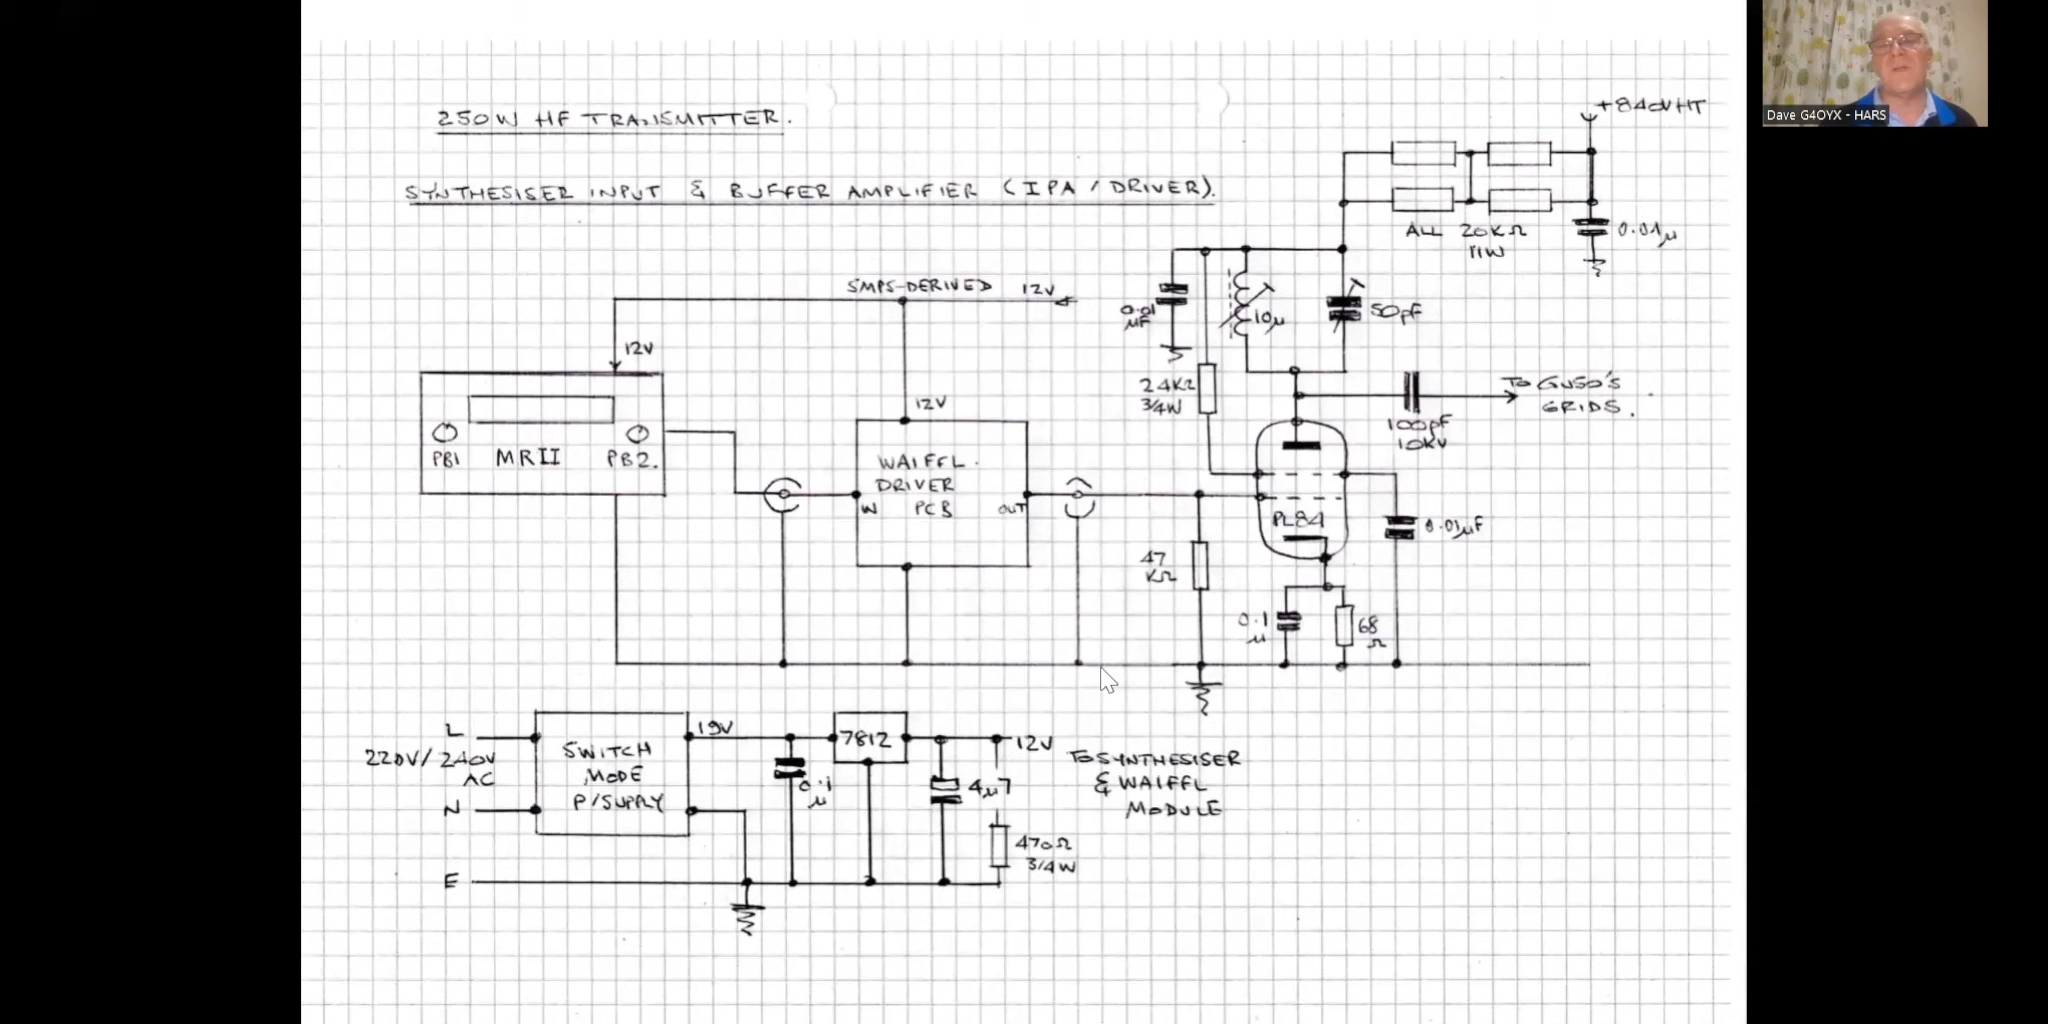 250W HF TRANSMITTER.
SYNTHESISER INPUT & BUFFER AMPLIFIER (IPA / DRIVER).
Dave G4OYX - HARS
+840V HT
ALL 20KΩ
11W
0.01µ
SMPS-DERIVED 12V
0.01
µF
10µ
50pF
12V
24KΩ
3/4W
12V
TO GU50'S
GRIDS.
100pF
10KV
PB1 MRII PB2.
WAIFFL
DRIVER
PCB
IN
OUT
PL84
0.01µF
47
KΩ
0.1
µ
68
Ω
L
220V/240V
AC
N
E
SWITCH
MODE
P/SUPPLY
19V
0.1
µ
7812
4µ7
12V
470Ω
3/4W
TO SYNTHESISER
& WAIFFL
MODULE